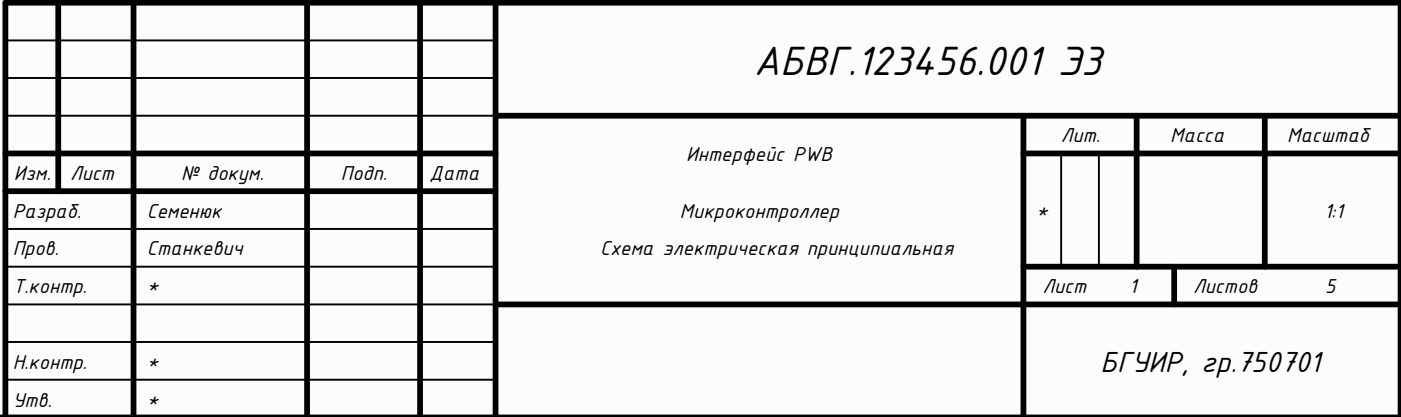 АБВГ.123456.001 ЭЗ
Интерфейс PWB
Микроконтроллер
Схема электрическая принципиальная
Лит. Масса Масштаб
* 1:1
Лист 1 Листов 5
Изм. Лист № докум. Подп. Дата
Разраб. Семенюк
Пров. Станкевич
Т.контр. *
Н.контр. *
Утв. *
БГУИР, гр.750701